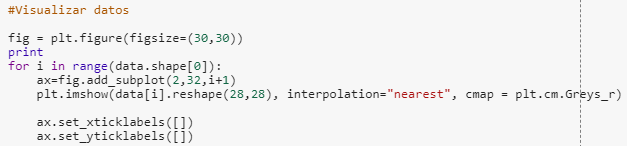 #Visualizar datos
fig = plt.figure(figsize=(30,30))
print
for i in range(data.shape[0]):
    ax=fig.add_subplot(2,32,i+1)
    plt.imshow(data[i].reshape(28,28), interpolation="nearest", cmap = plt.cm.Greys_r)
    ax.set_xticklabels([])
    ax.set_yticklabels([])